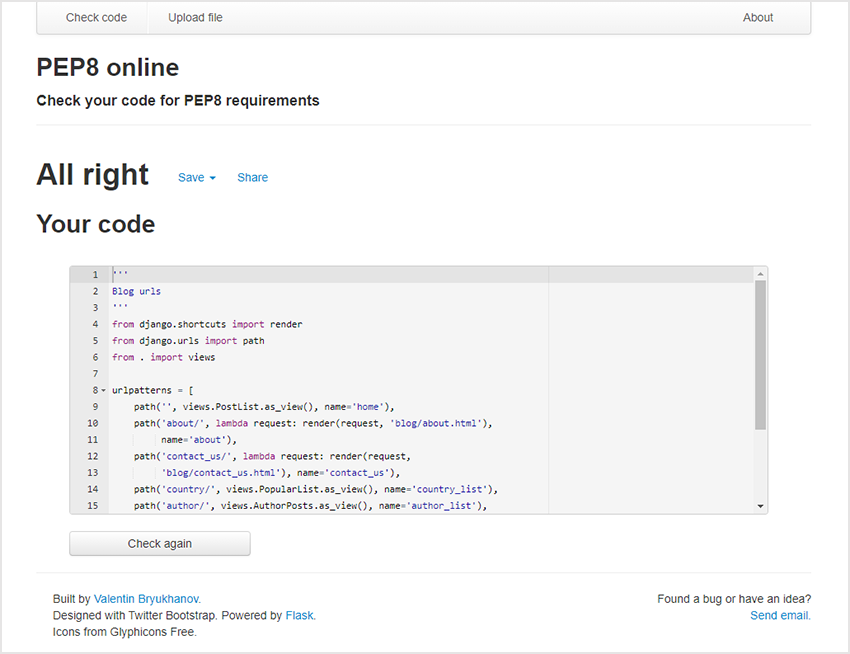 Check code Upload file About
PEP8 online
Check your code for PEP8 requirements
All right Save Share
Your code
1 '''
2 Blog urls
3 '''
4 from django.shortcuts import render
5 from django.urls import path
6 from . import views
7
8 urlpatterns = [
9     path('', views.PostList.as_view(), name='home'),
10     path('about/', lambda request: render(request, 'blog/about.html'),
11         name='about'),
12     path('contact_us/', lambda request: render(request,
13         'blog/contact_us.html'), name='contact_us'),
14     path('country/', views.PopularList.as_view(), name='country_list'),
15     path('author/', views.AuthorPosts.as_view(), name='author_list'),
Check again
Built by Valentin Bryukhanov. Found a bug or have an idea?
Designed with Twitter Bootstrap. Powered by Flask. Send email.
Icons from Glyphicons Free.